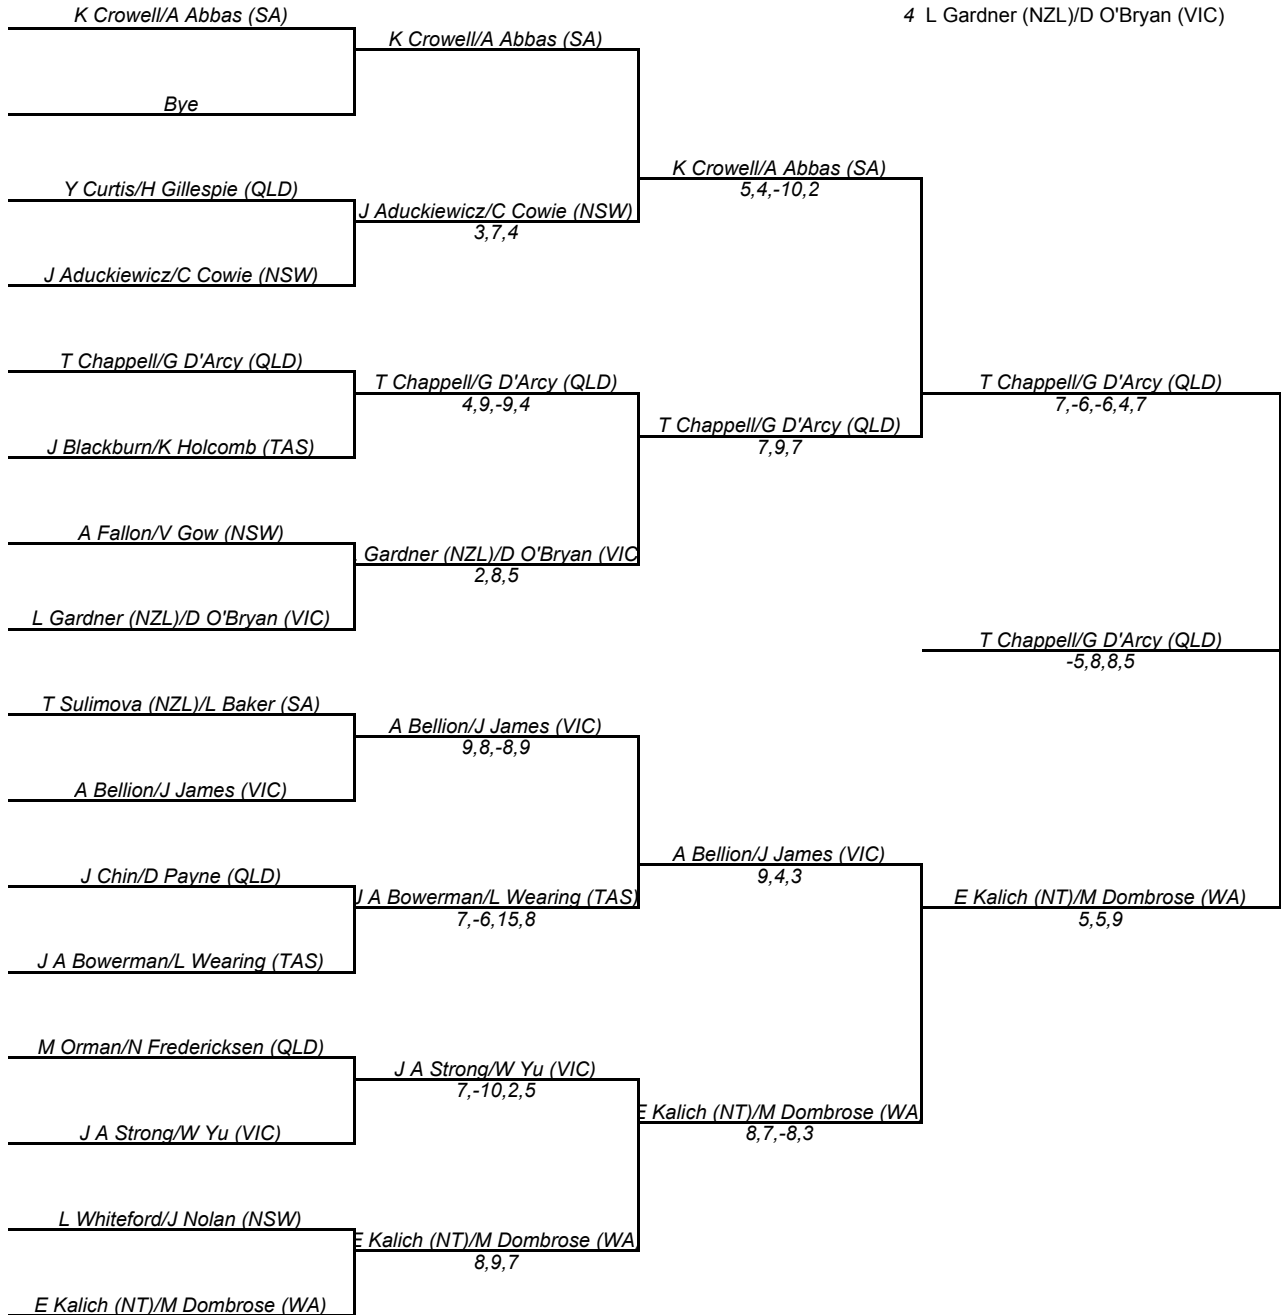 K Crowell/A Abbas (SA)
4 L Gardner (NZL)/D O'Bryan (VIC)
K Crowell/A Abbas (SA)
Bye
K Crowell/A Abbas (SA)
5,4,-10,2
Y Curtis/H Gillespie (QLD)
J Aduckiewicz/C Cowie (NSW)
3,7,4
J Aduckiewicz/C Cowie (NSW)
T Chappell/G D'Arcy (QLD)
T Chappell/G D'Arcy (QLD)
4,9,-9,4
T Chappell/G D'Arcy (QLD)
7,-6,-6,4,7
T Chappell/G D'Arcy (QLD)
7,9,7
J Blackburn/K Holcomb (TAS)
A Fallon/V Gow (NSW)
Gardner (NZL)/D O'Bryan (VIC
2,8,5
L Gardner (NZL)/D O'Bryan (VIC)
T Chappell/G D'Arcy (QLD)
-5,8,8,5
T Sulimova (NZL)/L Baker (SA)
A Bellion/J James (VIC)
9,8,-8,9
A Bellion/J James (VIC)
A Bellion/J James (VIC)
9,4,3
J Chin/D Payne (QLD)
J A Bowerman/L Wearing (TAS)
7,-6,15,8
E Kalich (NT)/M Dombrose (WA)
5,5,9
J A Bowerman/L Wearing (TAS)
M Orman/N Fredericksen (QLD)
J A Strong/W Yu (VIC)
7,-10,2,5
E Kalich (NT)/M Dombrose (WA
8,7,-8,3
J A Strong/W Yu (VIC)
L Whiteford/J Nolan (NSW)
E Kalich (NT)/M Dombrose (WA
8,9,7
E Kalich (NT)/M Dombrose (WA)